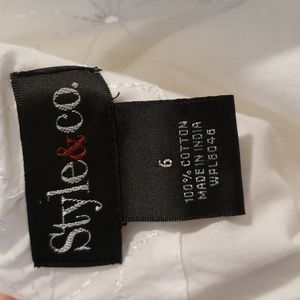 Style&co.
6
100% COTTON
MADE IN INDIA
WPL8046